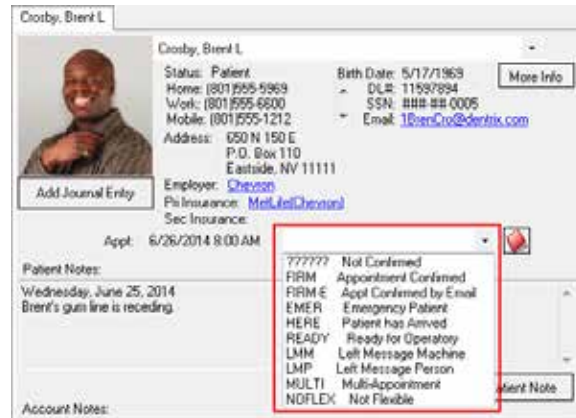 Crosby, Brent L
Crosby, Brent L
Status: Patient
Birth Date: 5/17/1969
More Info
Home: (801)555-5969
DL#: 11597894
Work: (801)555-6600
SSN: ###-##-0005
Mobile: (801)555-1212
Email: 1BrenCro@dentrix.com
Address: 650 N 150 E
P.O. Box 110
Eastside, NV 11111
Add Journal Entry
Employer: Chevron
Pri Insurance: MetLife(Chevron)
Sec Insurance:
Appt: 6/26/2014 8:00 AM
Patient Notes:
Wednesday, June 25, 2014
Brent's gum line is receding.
?????? Not Confirmed
FIRM Appointment Confirmed
FIRM-E Appt Confirmed by Email
EMER Emergency Patient
HERE Patient has Arrived
READY Ready for Operatory
LMM Left Message Machine
LMP Left Message Person
MULTI Multi-Appointment
NOFLEX Not Flexible
atient Note
Account Notes: